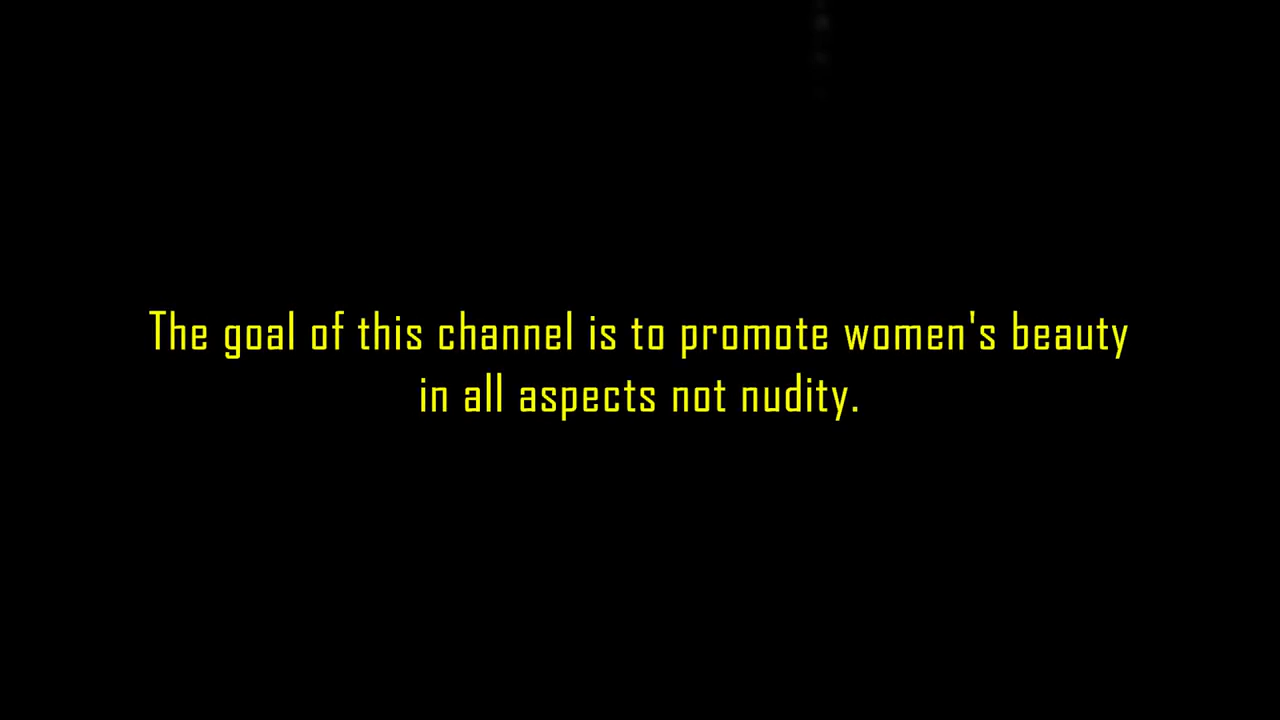 The goal of this channel is to promote women's beauty
in all aspects not nudity.